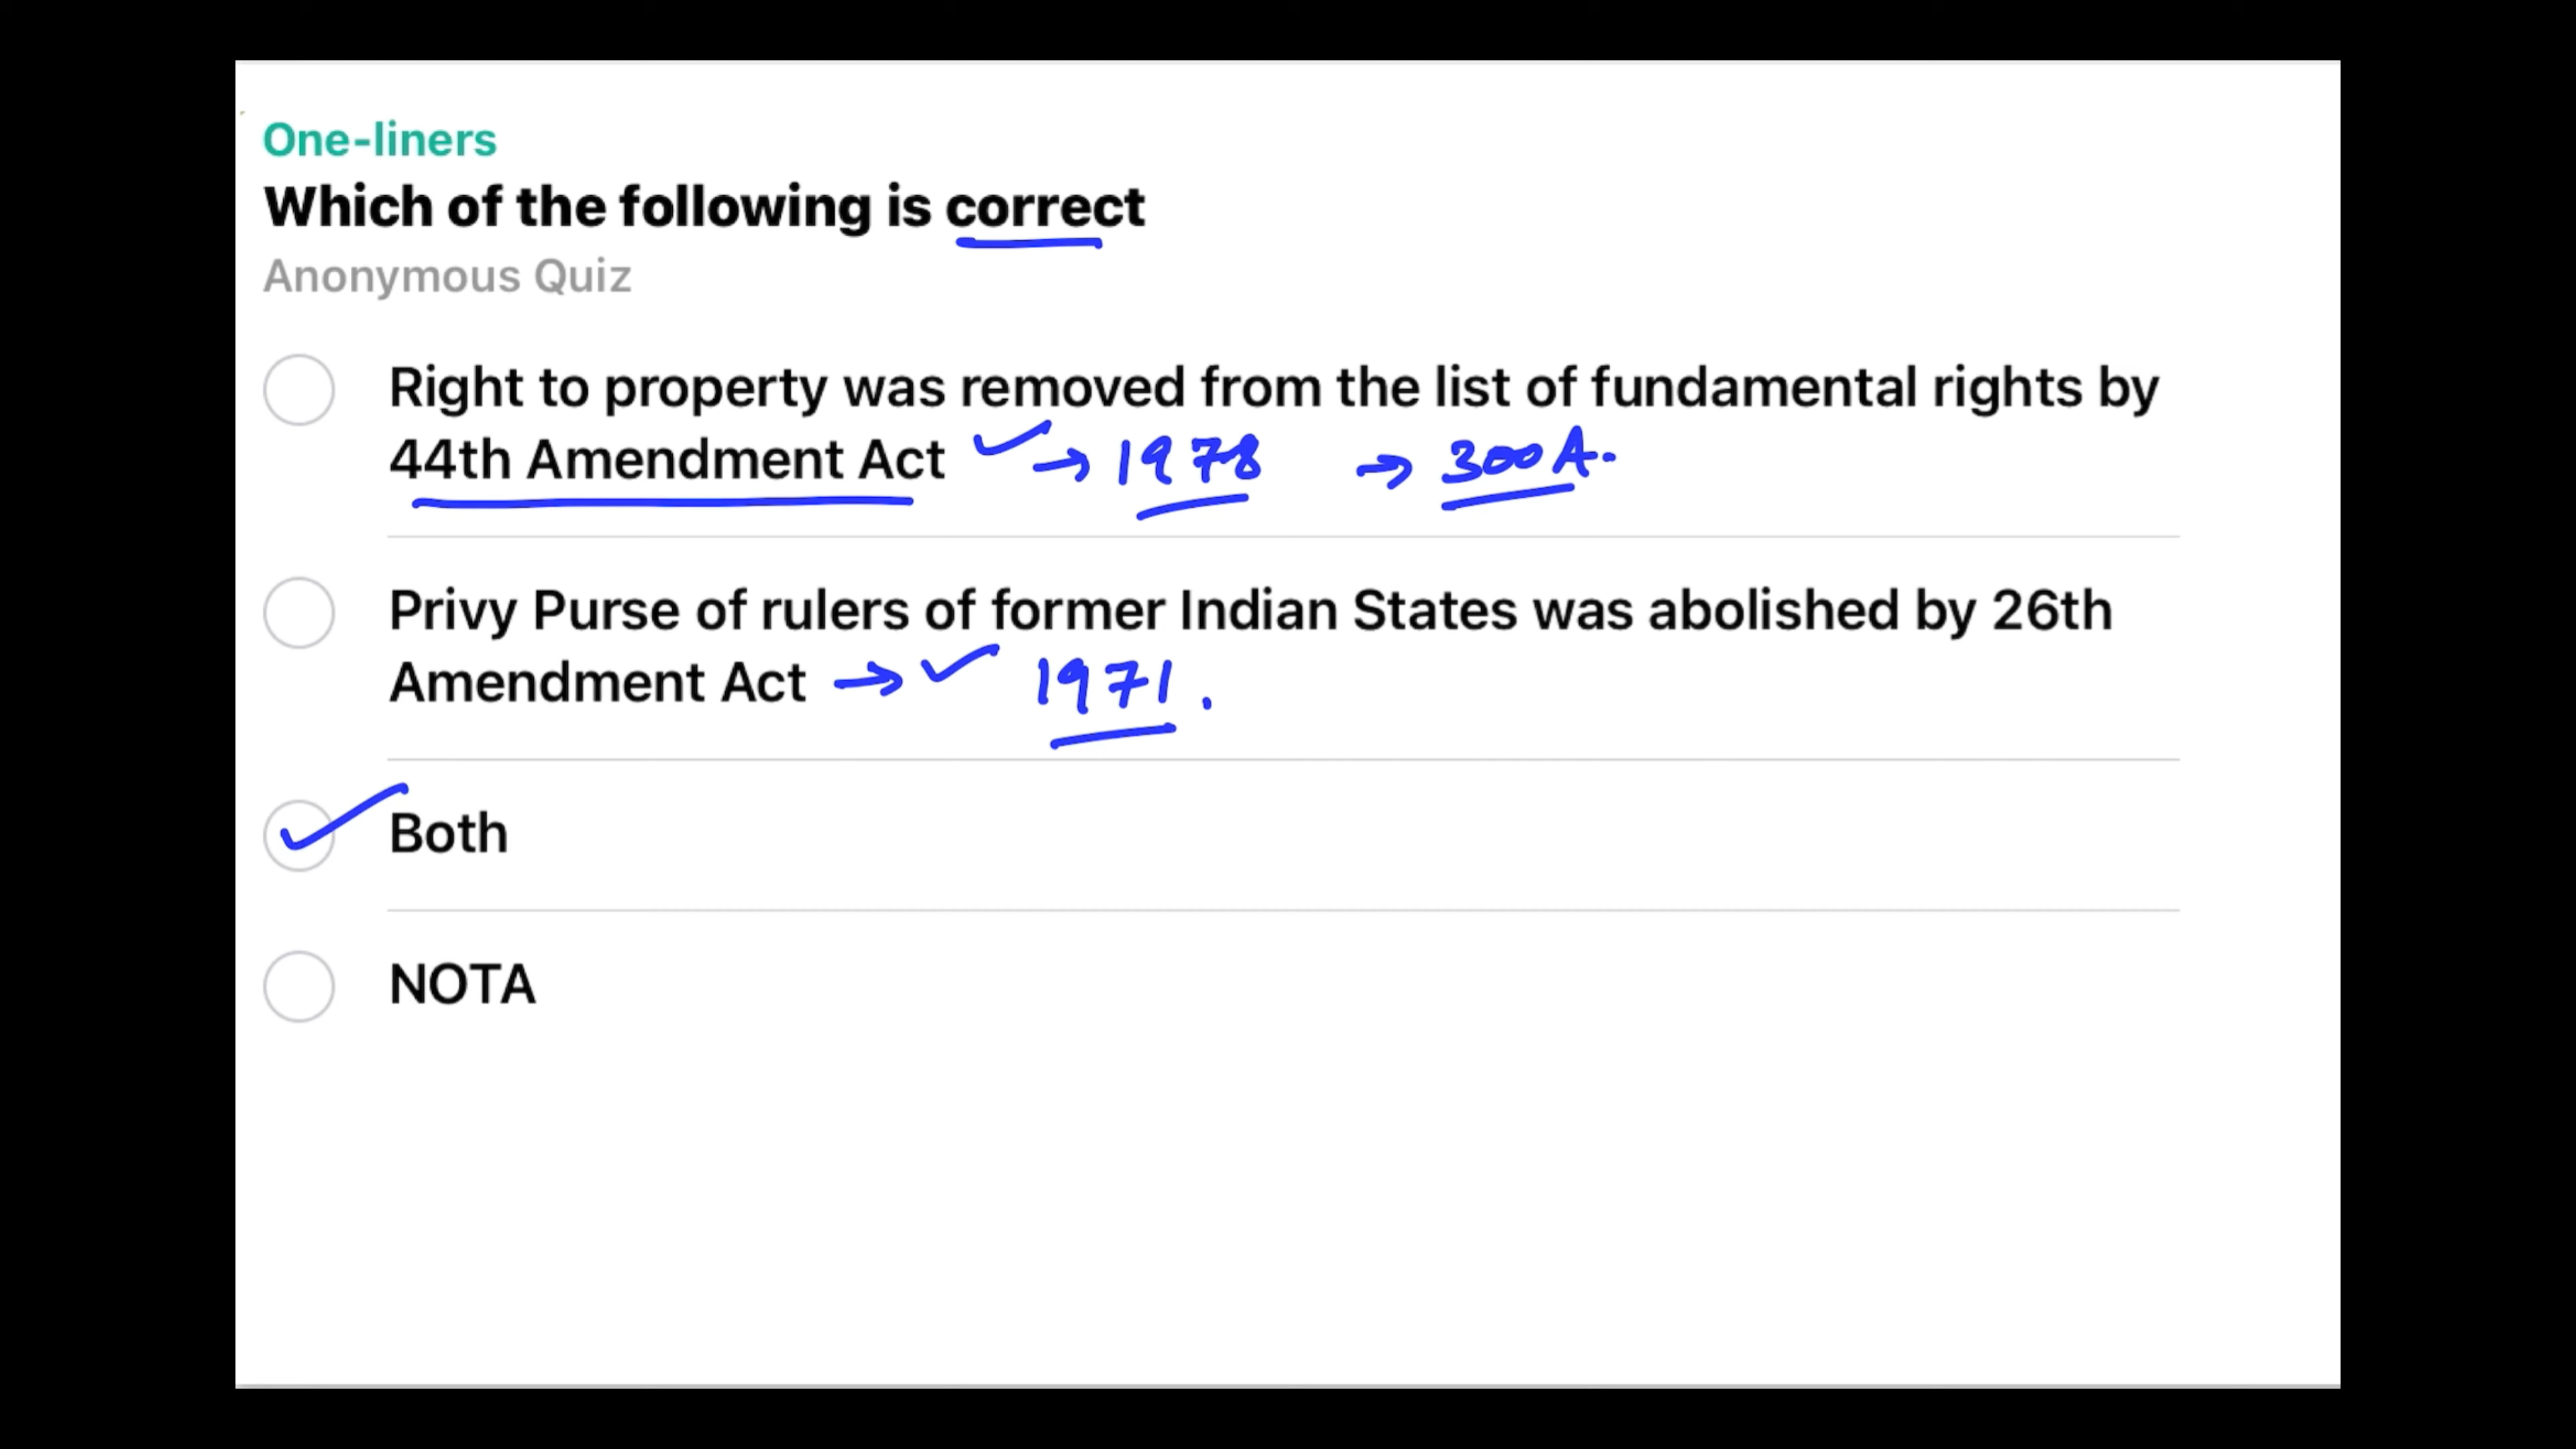 One-liners
Which of the following is correct
Anonymous Quiz
Right to property was removed from the list of fundamental rights by
44th Amendment Act ✓ → 1978 → 300A.
Privy Purse of rulers of former Indian States was abolished by 26th
Amendment Act → ✓ 1971.
Both
NOTA